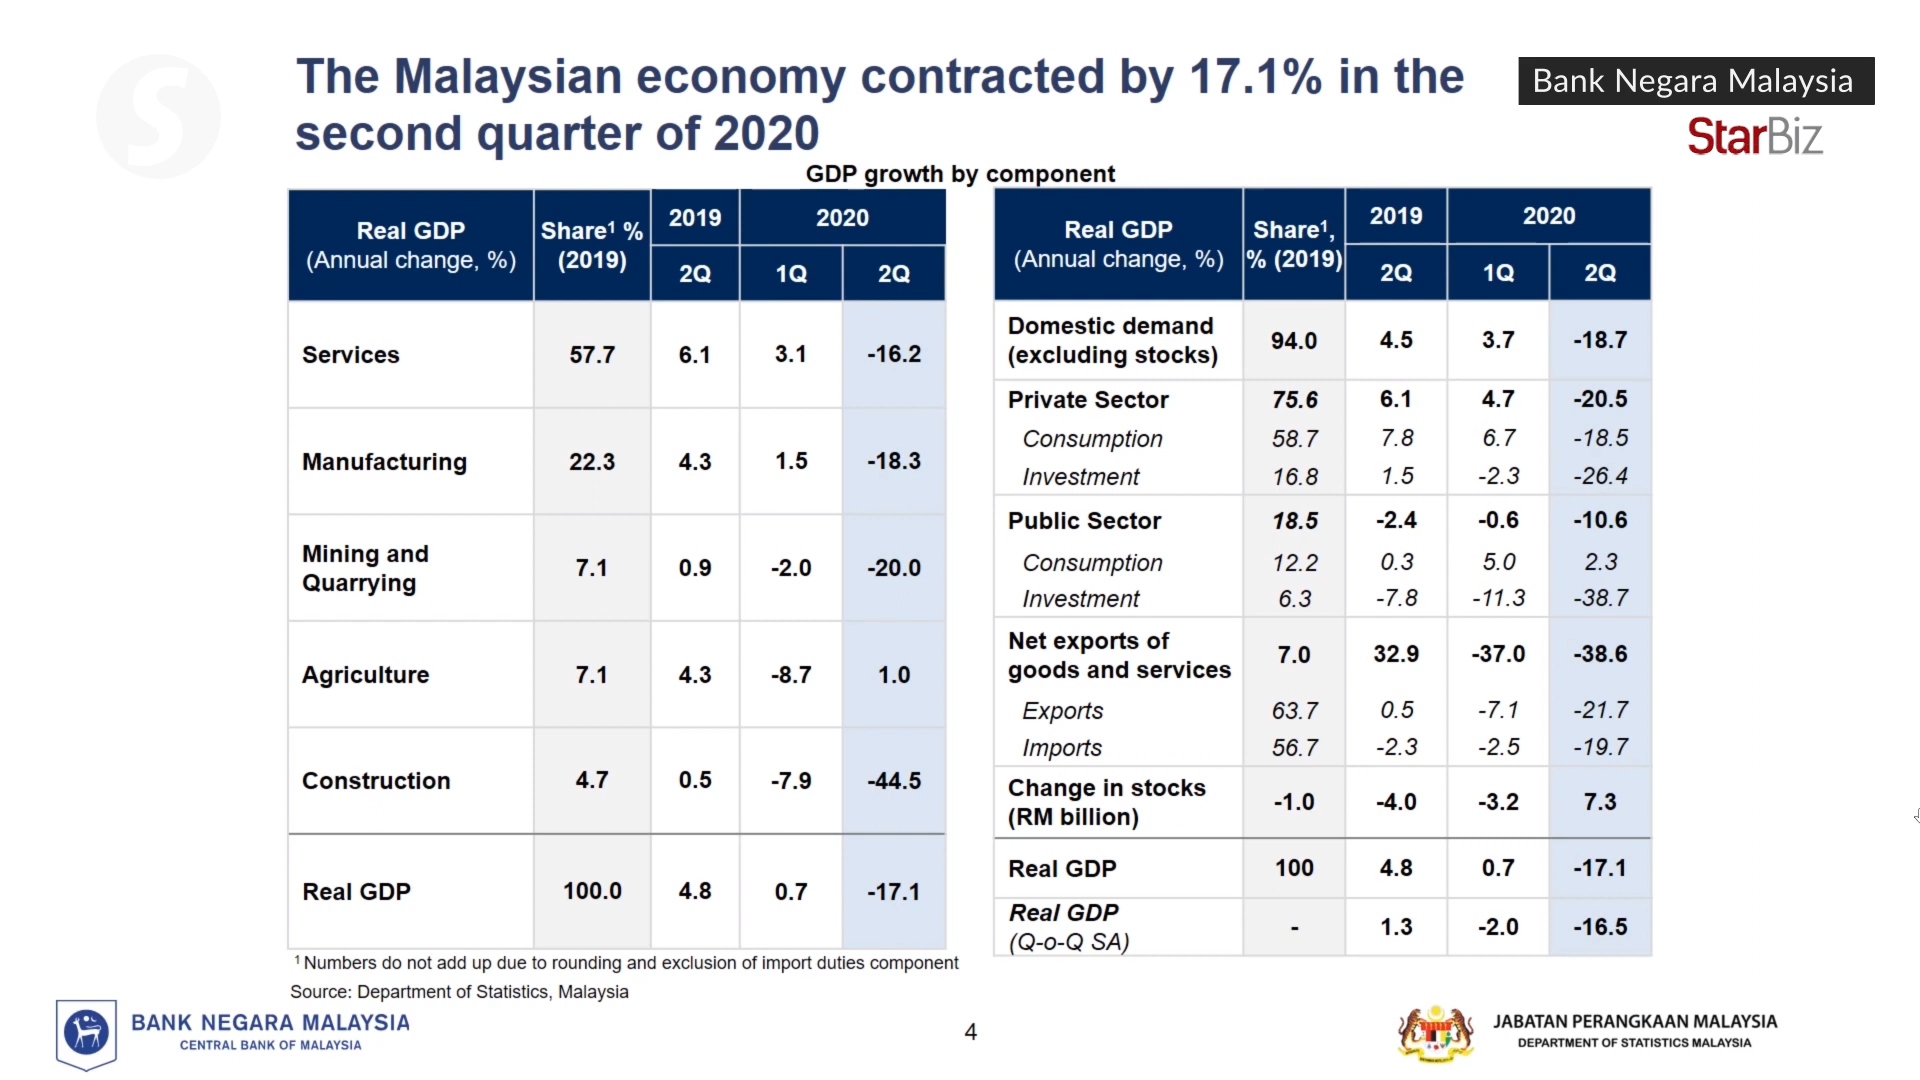 The Malaysian economy contracted by 17.1% in the
second quarter of 2020
Bank Negara Malaysia
StarBiz
GDP growth by component
Real GDP
(Annual change, %)
Share¹ %
(2019)
2019
2020
2Q
1Q
2Q
Services 57.7 6.1 3.1 -16.2
Manufacturing 22.3 4.3 1.5 -18.3
Mining and
Quarrying
7.1 0.9 -2.0 -20.0
Agriculture 7.1 4.3 -8.7 1.0
Construction 4.7 0.5 -7.9 -44.5
Real GDP 100.0 4.8 0.7 -17.1
¹ Numbers do not add up due to rounding and exclusion of import duties component
Source: Department of Statistics, Malaysia
Real GDP
(Annual change, %)
Share¹,
% (2019)
2019
2020
2Q
1Q
2Q
Domestic demand
(excluding stocks)
94.0 4.5 3.7 -18.7
Private Sector 75.6 6.1 4.7 -20.5
Consumption 58.7 7.8 6.7 -18.5
Investment 16.8 1.5 -2.3 -26.4
Public Sector 18.5 -2.4 -0.6 -10.6
Consumption 12.2 0.3 5.0 2.3
Investment 6.3 -7.8 -11.3 -38.7
Net exports of
goods and services
7.0 32.9 -37.0 -38.6
Exports 63.7 0.5 -7.1 -21.7
Imports 56.7 -2.3 -2.5 -19.7
Change in stocks
(RM billion)
-1.0 -4.0 -3.2 7.3
Real GDP 100 4.8 0.7 -17.1
Real GDP
(Q-o-Q SA)
- 1.3 -2.0 -16.5
BANK NEGARA MALAYSIA
CENTRAL BANK OF MALAYSIA
4
JABATAN PERANGKAAN MALAYSIA
DEPARTMENT OF STATISTICS MALAYSIA